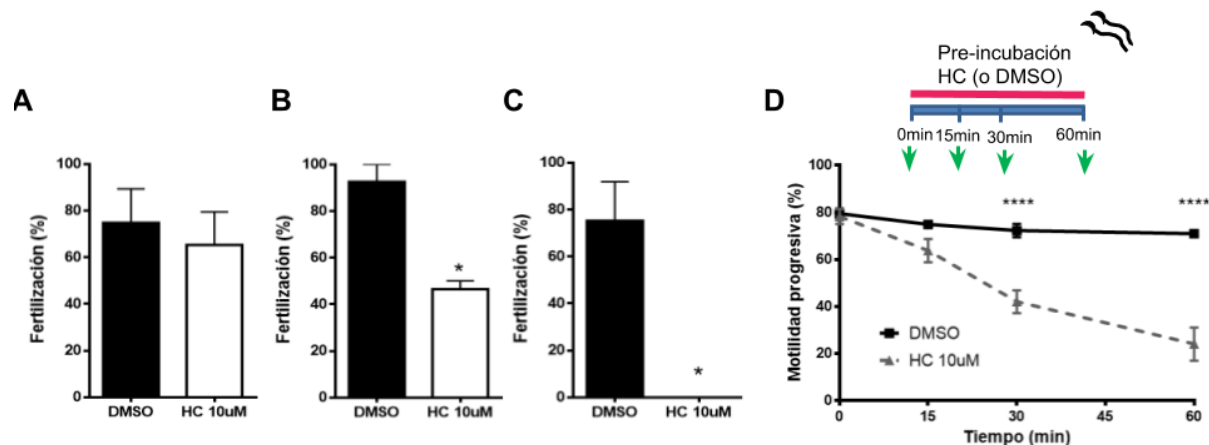 Pre-incubación
HC (o DMSO)
A
B
C
D
0min
15min
30min
60min
Fertilización (%)
100
80
60
40
20
0
DMSO
HC 10uM
Fertilización (%)
100
80
60
40
20
0
*
DMSO
HC 10uM
Fertilización (%)
100
80
60
40
20
0
*
DMSO
HC 10uM
Motilidad progresiva (%)
100
80
60
40
20
0
****
****
DMSO
HC 10uM
0
15
30
45
60
Tiempo (min)